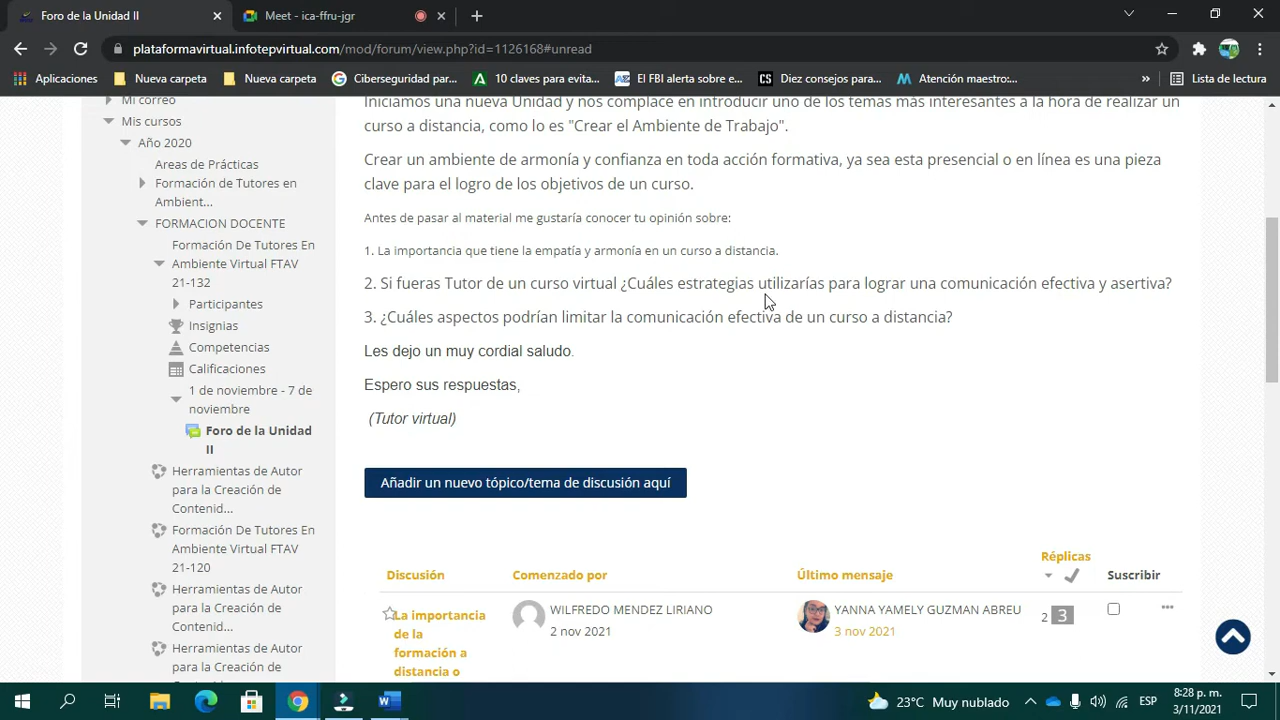 Foro de la Unidad II
Meet - ica-ffru-jgr
plataformavirtual.infotepvirtual.com/mod/forum/view.php?id=1126168#unread
Aplicaciones
Nueva carpeta
Nueva carpeta
Ciberseguridad par...
10 claves para evita...
El FBI alerta sobre e...
Diez consejos para...
Atención maestro:...
»
Lista de lectura
Mi correo
Mis cursos
Año 2020
Areas de Prácticas
Formación de Tutores en
Ambient...
FORMACION DOCENTE
Formación De Tutores En
Ambiente Virtual FTAV
21-132
Participantes
Insignias
Competencias
Calificaciones
1 de noviembre - 7 de
noviembre
Foro de la Unidad
II
Herramientas de Autor
para la Creación de
Contenid...
Formación De Tutores En
Ambiente Virtual FTAV
21-120
Herramientas de Autor
para la Creación de
Contenid...
Herramientas de Autor
para la Creación de
Iniciamos una nueva Unidad y nos complace en introducir uno de los temas más interesantes a la hora de realizar un
curso a distancia, como lo es "Crear el Ambiente de Trabajo".
Crear un ambiente de armonía y confianza en toda acción formativa, ya sea esta presencial o en línea es una pieza
clave para el logro de los objetivos de un curso.
Antes de pasar al material me gustaría conocer tu opinión sobre:
1. La importancia que tiene la empatía y armonía en un curso a distancia.
2. Si fueras Tutor de un curso virtual ¿Cuáles estrategias utilizarías para lograr una comunicación efectiva y asertiva?
3. ¿Cuáles aspectos podrían limitar la comunicación efectiva de un curso a distancia?
Les dejo un muy cordial saludo.
Espero sus respuestas,
(Tutor virtual)
Añadir un nuevo tópico/tema de discusión aquí
Discusión
Comenzado por
Último mensaje
Réplicas
Suscribir
La importancia
de la
formación a
distancia o
WILFREDO MENDEZ LIRIANO
2 nov 2021
YANNA YAMELY GUZMAN ABREU
3 nov 2021
2 3
23°C Muy nublado
ESP
8:28 p. m.
3/11/2021